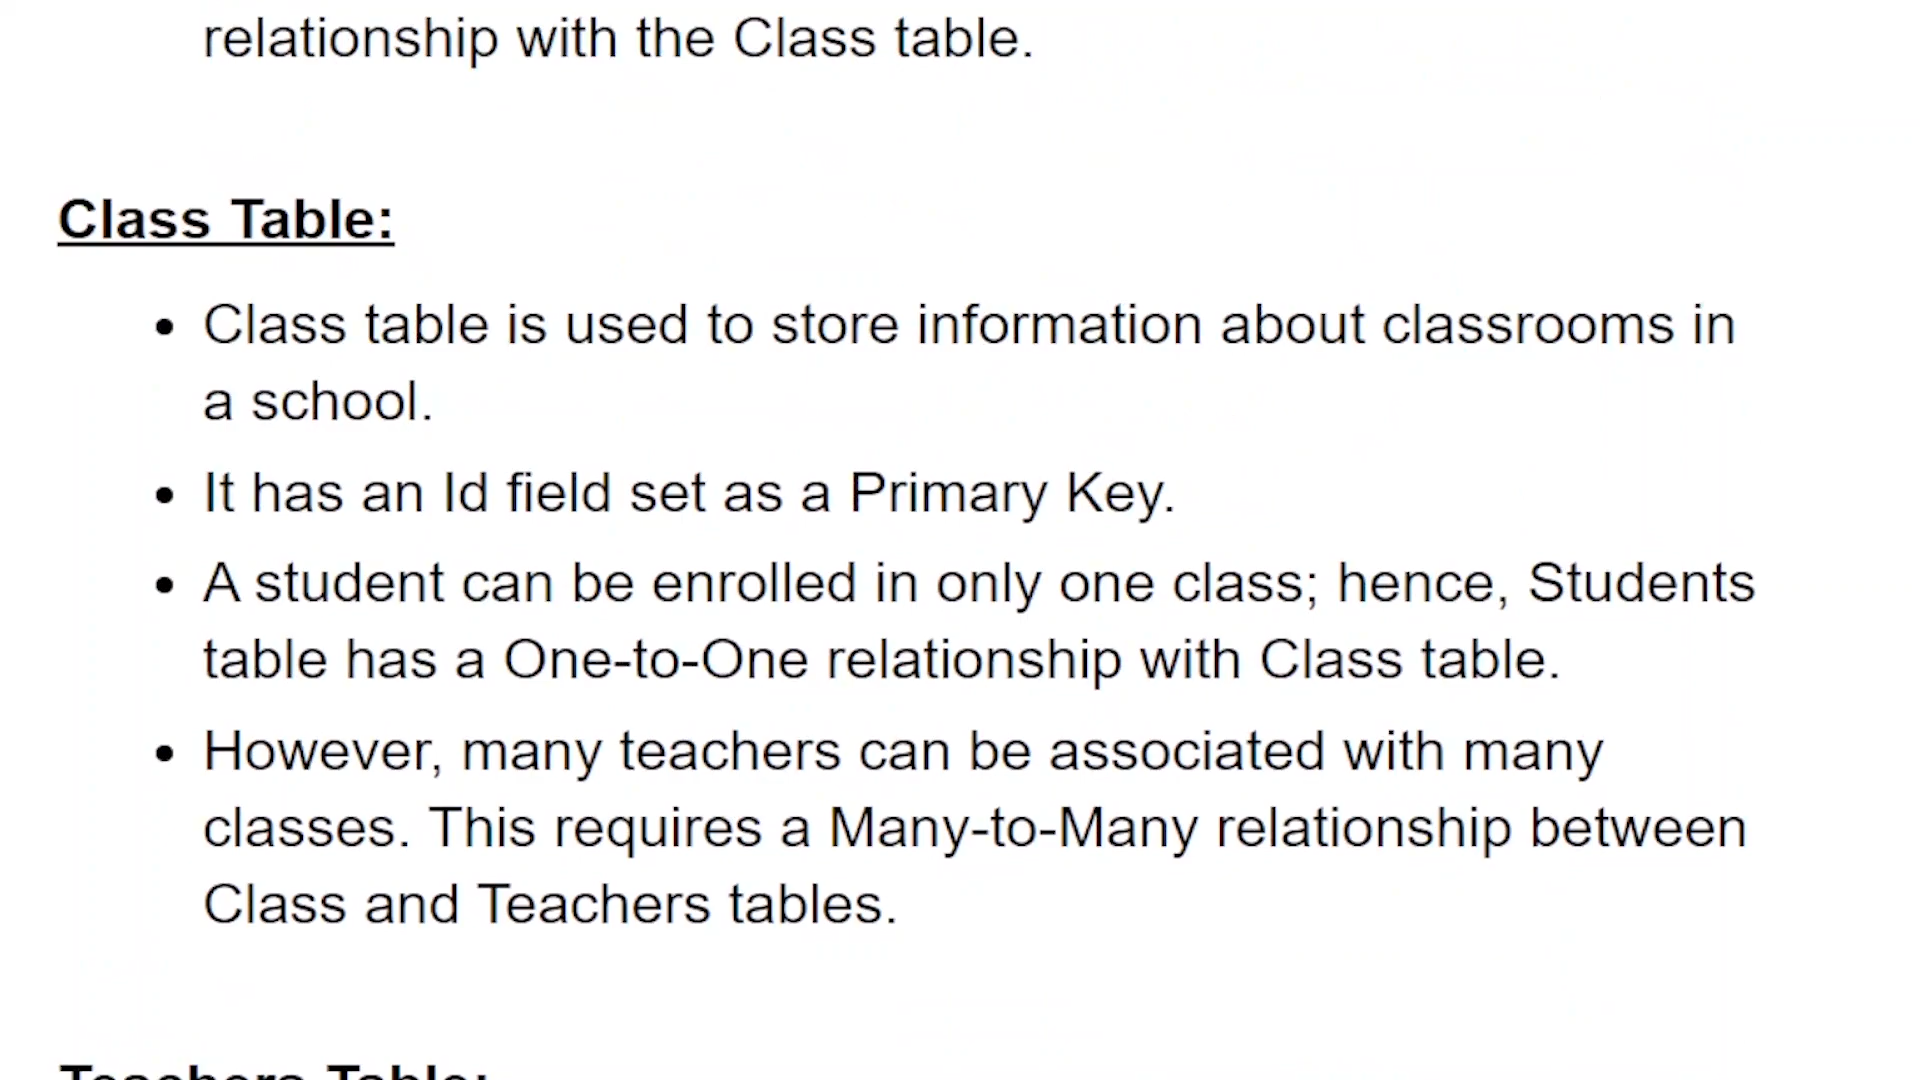 relationship with the Class table.
Class Table:
• Class table is used to store information about classrooms in
a school.
• It has an Id field set as a Primary Key.
• A student can be enrolled in only one class; hence, Students
table has a One-to-One relationship with Class table.
• However, many teachers can be associated with many
classes. This requires a Many-to-Many relationship between
Class and Teachers tables.
Teachers Table: